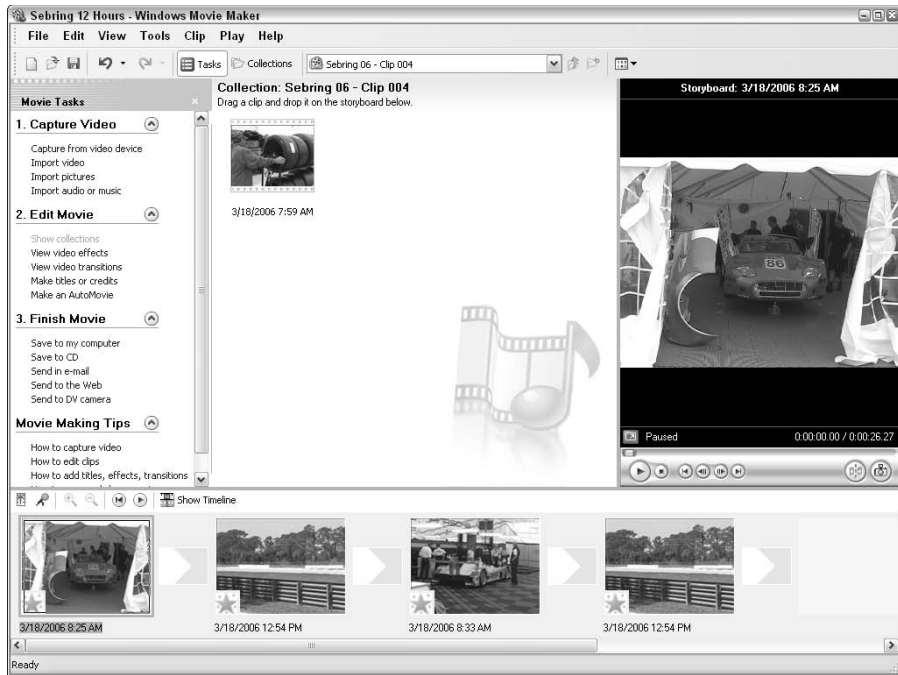 Sebring 12 Hours - Windows Movie Maker
File Edit View Tools Clip Play Help
Tasks Collections Sebring 06 - Clip 004
Movie Tasks
1. Capture Video
Capture from video device
Import video
Import pictures
Import audio or music
2. Edit Movie
Show collections
View video effects
View video transitions
Make titles or credits
Make an AutoMovie
3. Finish Movie
Save to my computer
Save to CD
Send in e-mail
Send to the Web
Send to DV camera
Movie Making Tips
How to capture video
How to edit clips
How to add titles, effects, transitions
Collection: Sebring 06 - Clip 004
Drag a clip and drop it on the storyboard below.
3/18/2006 7:59 AM
Storyboard: 3/18/2006 8:25 AM
86
Paused 0:00:00.00 / 0:00:26.27
Show Timeline
3/18/2006 8:25 AM 3/18/2006 12:54 PM 3/18/2006 8:33 AM 3/18/2006 12:54 PM
Ready